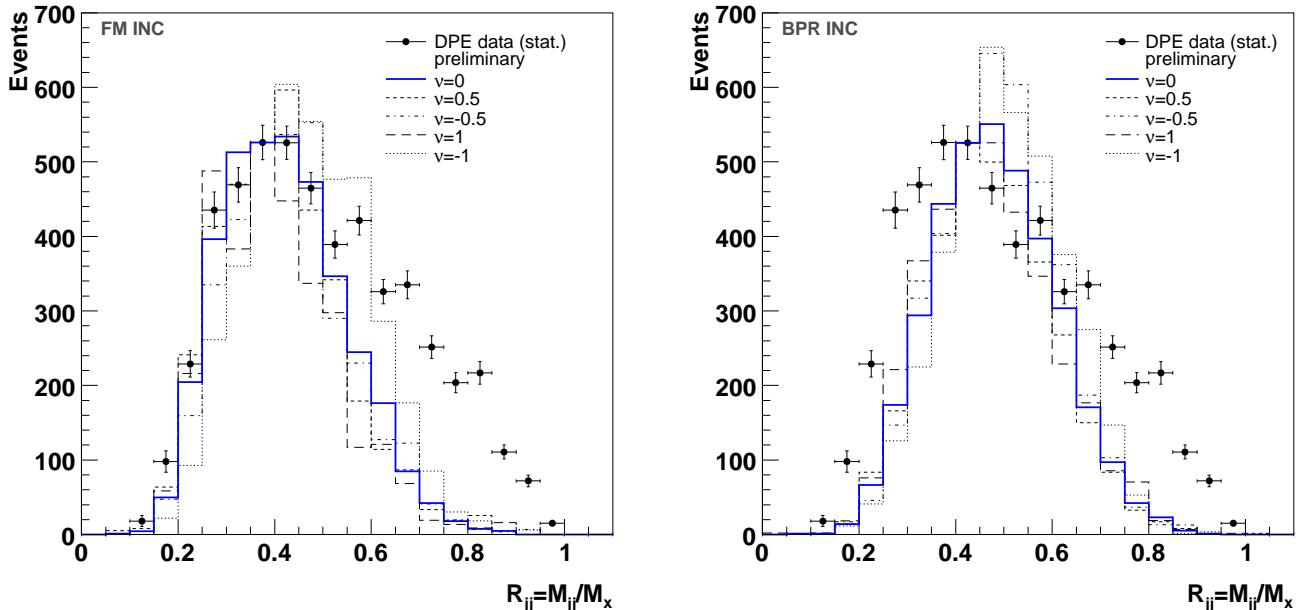 FM INC
Events
700
600
500
400
300
200
100
0
DPE data (stat.)
preliminary
ν=0
ν=0.5
ν=-0.5
ν=1
ν=-1
0 0.2 0.4 0.6 0.8 1
R_jj=M_jj/M_x
BPR INC
Events
700
600
500
400
300
200
100
0
DPE data (stat.)
preliminary
ν=0
ν=0.5
ν=-0.5
ν=1
ν=-1
0 0.2 0.4 0.6 0.8 1
R_jj=M_jj/M_x